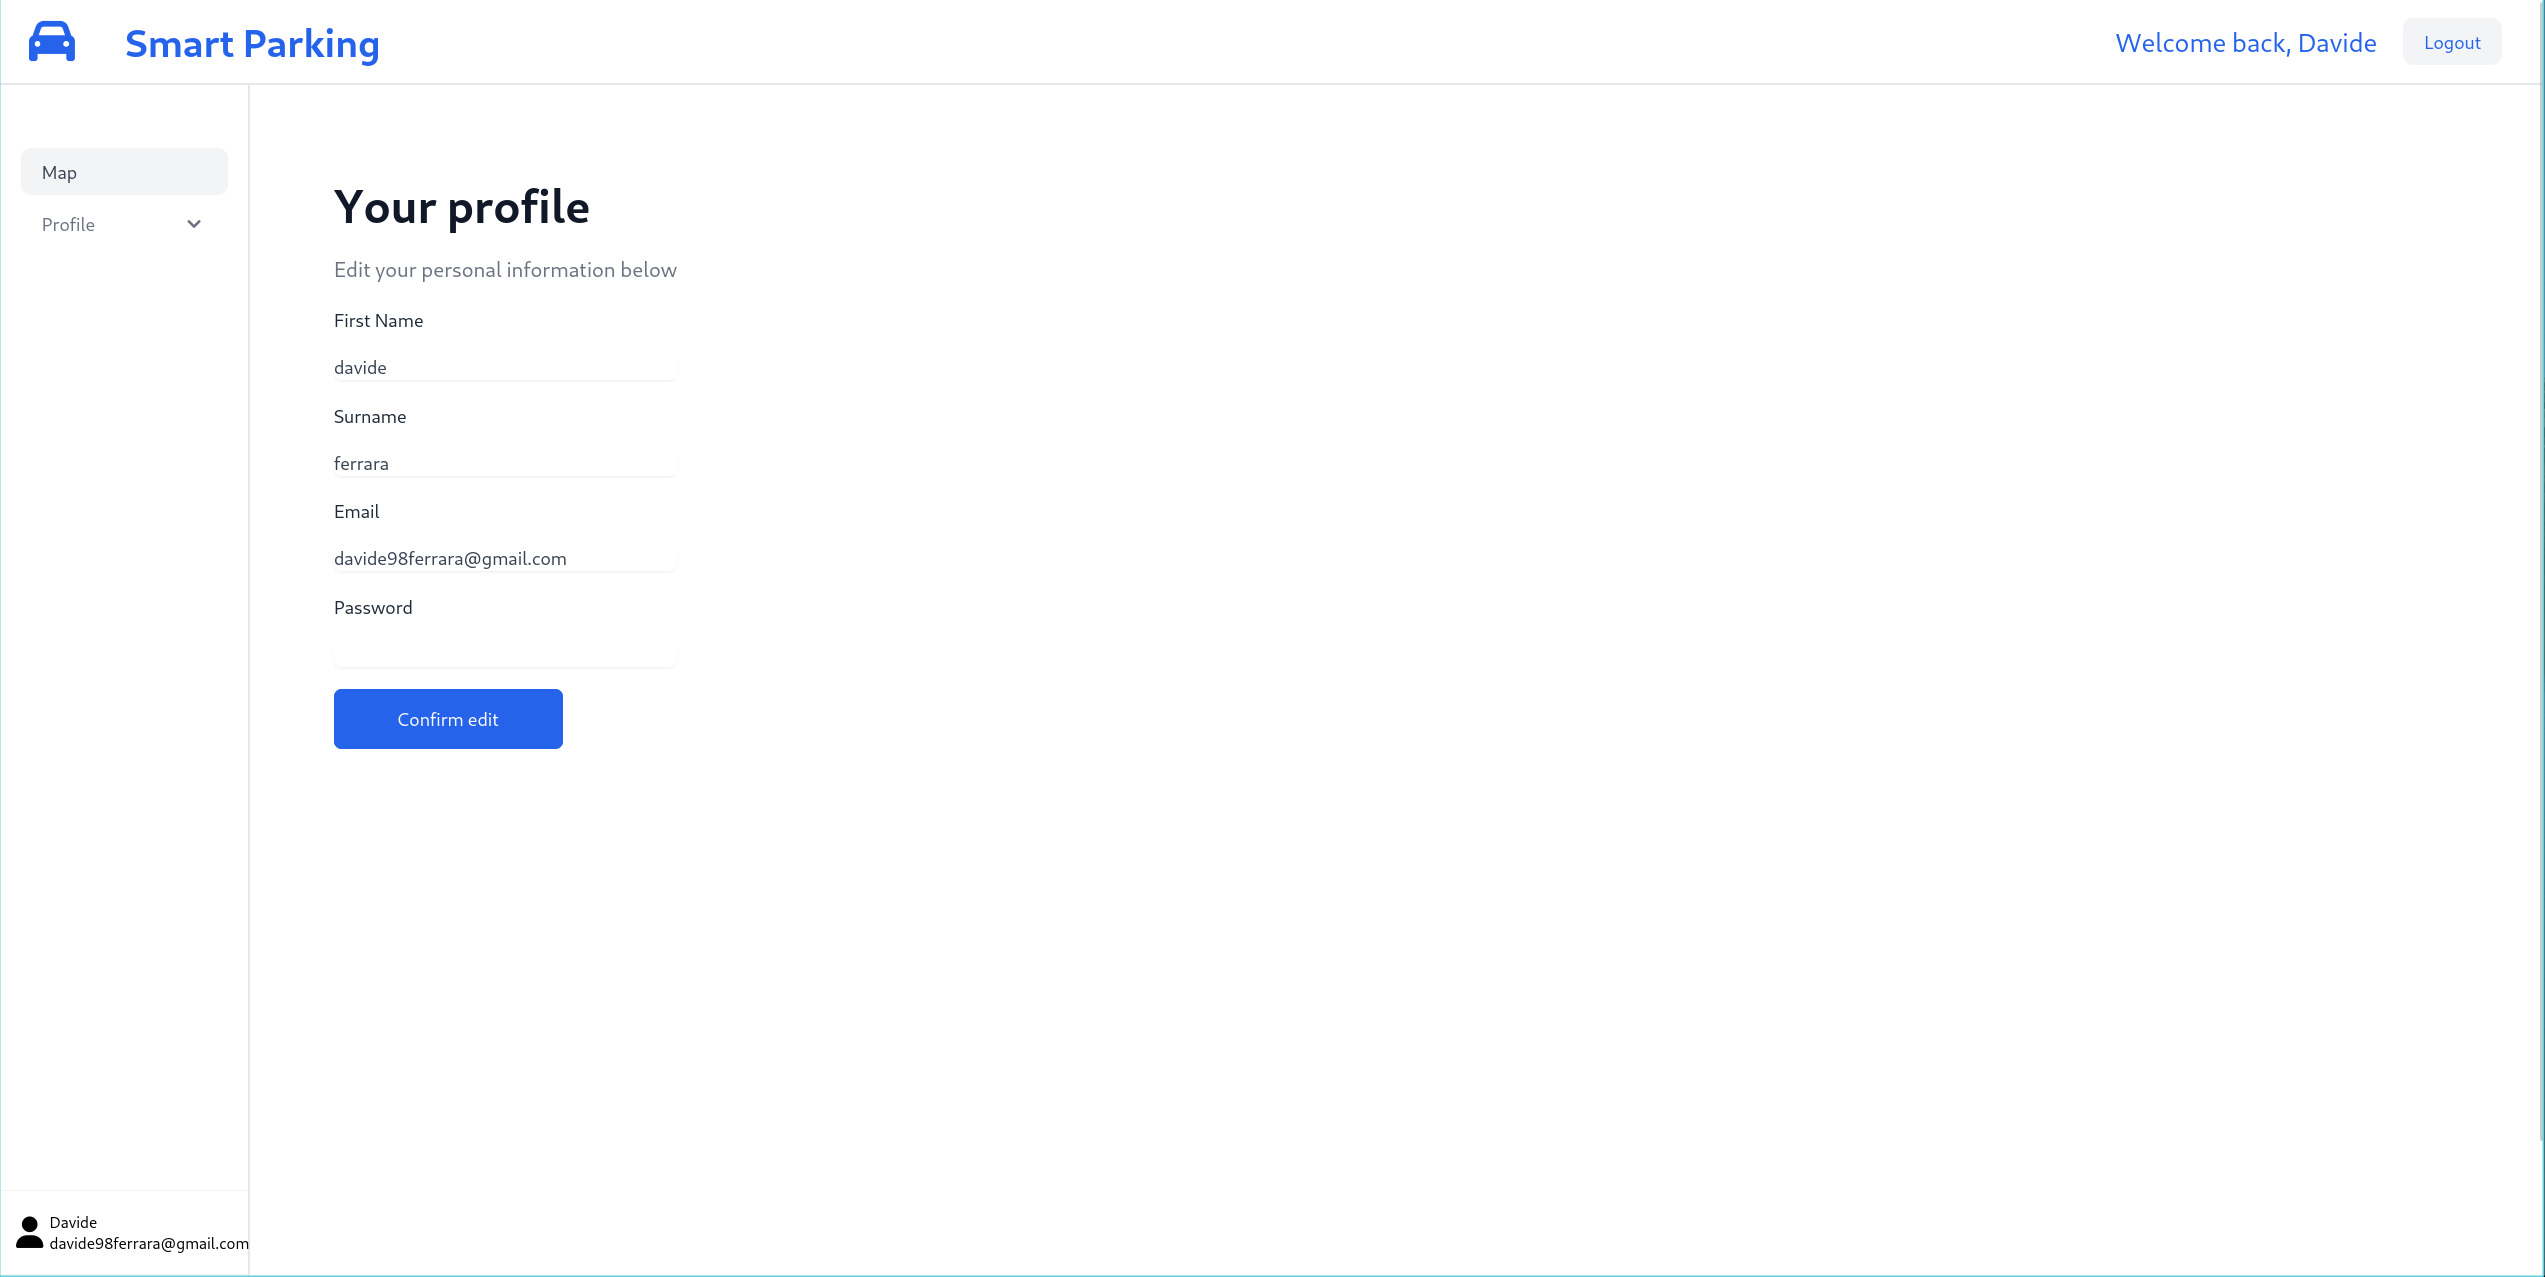 Smart Parking
Welcome back, Davide
Logout
Map
Profile
Your profile
Edit your personal information below
First Name
davide
Surname
ferrara
Email
davide98ferrara@gmail.com
Password
Confirm edit
Davide
davide98ferrara@gmail.com